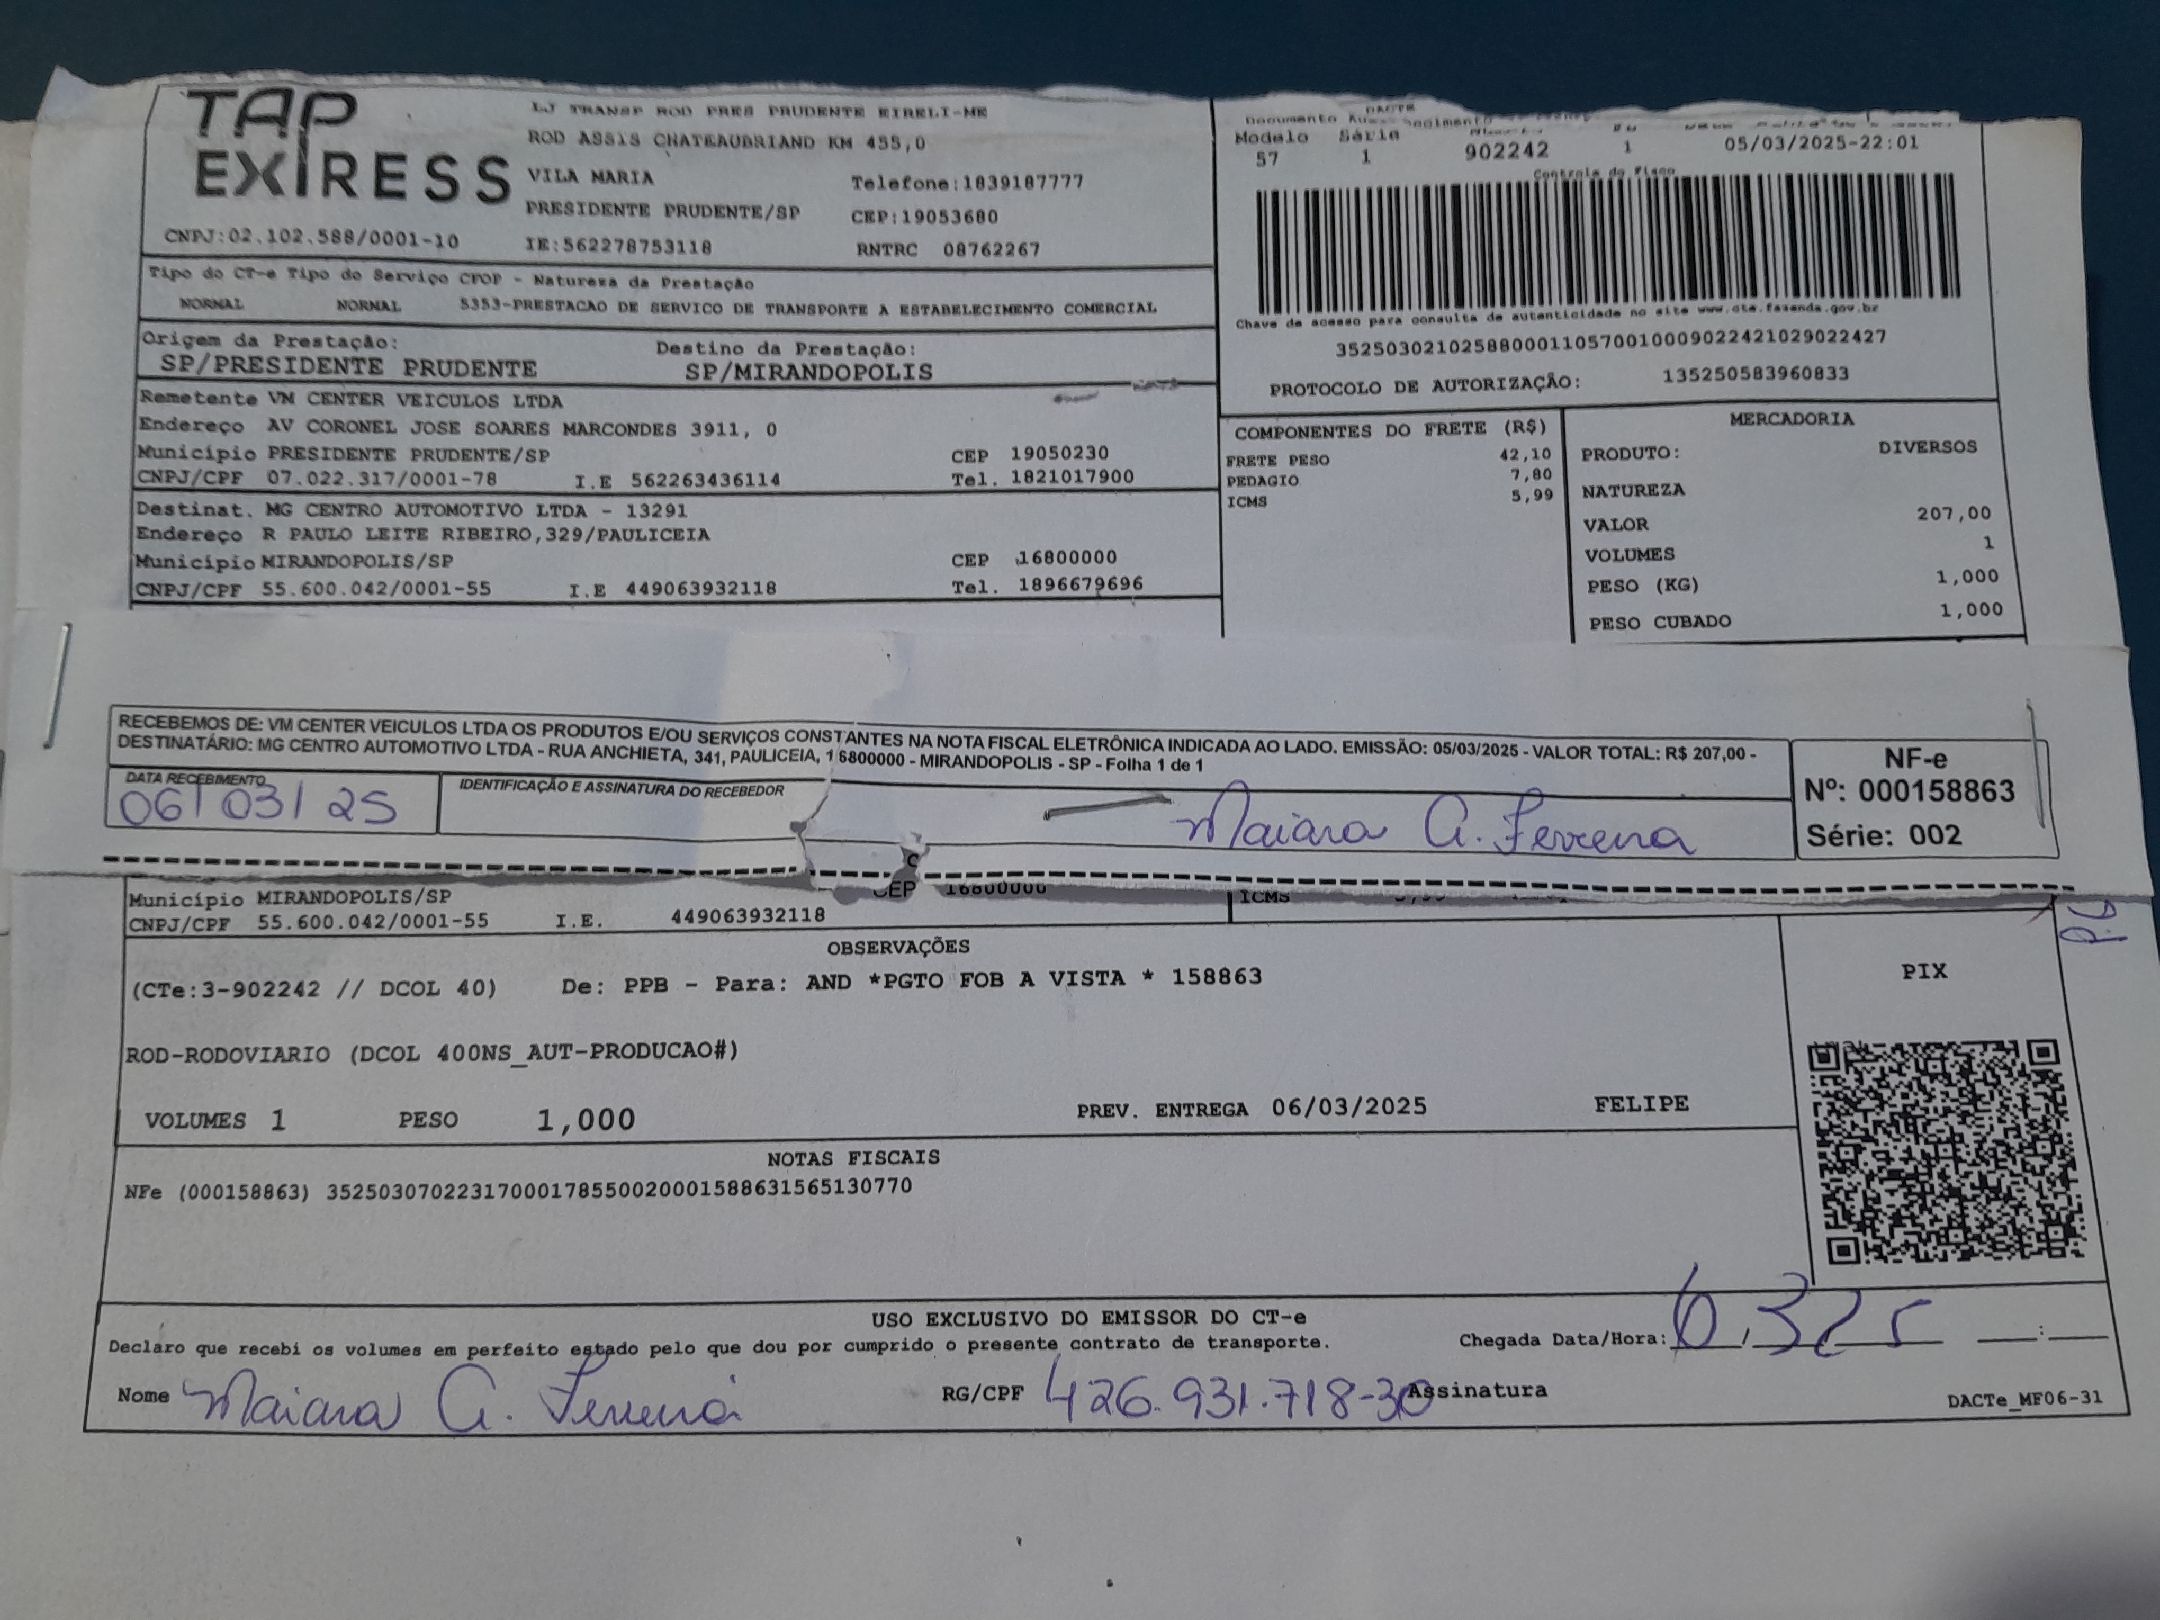 TAP
EXPRESS
LJ TRANSP ROD PRES PRUDENTE EIRELI-ME
ROD ASSIS CHATEAUBRIAND KM 455,0
VILA MARIA
Telefone:1839187777
PRESIDENTE PRUDENTE/SP
CEP:19053680
CNPJ:02.102.588/0001-10
IE:562278753118
RNTRC 08762267
Tipo do CT-e Tipo do Serviço CFOP - Natureza da Prestação
NORMAL NORMAL 5353-PRESTACAO DE SERVICO DE TRANSPORTE A ESTABELECIMENTO COMERCIAL
Origem da Prestação:
SP/PRESIDENTE PRUDENTE
Destino da Prestação:
SP/MIRANDOPOLIS
Remetente VM CENTER VEICULOS LTDA
Endereço AV CORONEL JOSE SOARES MARCONDES 3911, 0
Município PRESIDENTE PRUDENTE/SP CEP 19050230
CNPJ/CPF 07.022.317/0001-78 I.E 562263436114 Tel. 1821017900
Destinat. MG CENTRO AUTOMOTIVO LTDA - 13291
Endereço R PAULO LEITE RIBEIRO,329/PAULICEIA
Município MIRANDOPOLIS/SP CEP 16800000
CNPJ/CPF 55.600.042/0001-55 I.E 449063932118 Tel. 1896679696
DACTE
Documento
Modelo Série
57 1 902242 1 05/03/2025-22:01
Controle do Fisco
Chave de acesso para consulta de autenticidade no site www.cte.fazenda.gov.br
35250302102588000110570010009022421029022427
PROTOCOLO DE AUTORIZAÇÃO: 135250583960833
COMPONENTES DO FRETE (R$)
FRETE PESO 42,10
PEDAGIO 7,80
ICMS 5,99
MERCADORIA
PRODUTO: DIVERSOS
NATUREZA
VALOR 207,00
VOLUMES 1
PESO (KG) 1,000
PESO CUBADO 1,000
RECEBEMOS DE: VM CENTER VEICULOS LTDA OS PRODUTOS E/OU SERVIÇOS CONSTANTES NA NOTA FISCAL ELETRÔNICA INDICADA AO LADO. EMISSÃO: 05/03/2025 - VALOR TOTAL: R$ 207,00 -
DESTINATÁRIO: MG CENTRO AUTOMOTIVO LTDA - RUA ANCHIETA, 341, PAULICEIA, 16800000 - MIRANDOPOLIS - SP - Folha 1 de 1
DATA RECEBIMENTO
06/03/25
IDENTIFICAÇÃO E ASSINATURA DO RECEBEDOR
Maiara A. Ferreira
NF-e
Nº: 000158863
Série: 002
Município MIRANDOPOLIS/SP CEP 16800000
ICMS
CNPJ/CPF 55.600.042/0001-55 I.E. 449063932118
OBSERVAÇÕES
(CTe:3-902242 // DCOL 40) De: PPB - Para: AND *PGTO FOB A VISTA * 158863
ROD-RODOVIARIO (DCOL 400NS_AUT-PRODUCAO#)
VOLUMES 1 PESO 1,000 PREV. ENTREGA 06/03/2025 FELIPE
PIX
NOTAS FISCAIS
NFe (000158863) 35250307022317000178550020001588631565130770
USO EXCLUSIVO DO EMISSOR DO CT-e
Declaro que recebi os volumes em perfeito estado pelo que dou por cumprido o presente contrato de transporte.
Chegada Data/Hora: 6/3/25 ___:___
Nome Maiara A. Ferreira RG/CPF 426.931.718-30 Assinatura
DACTe_MF06-31